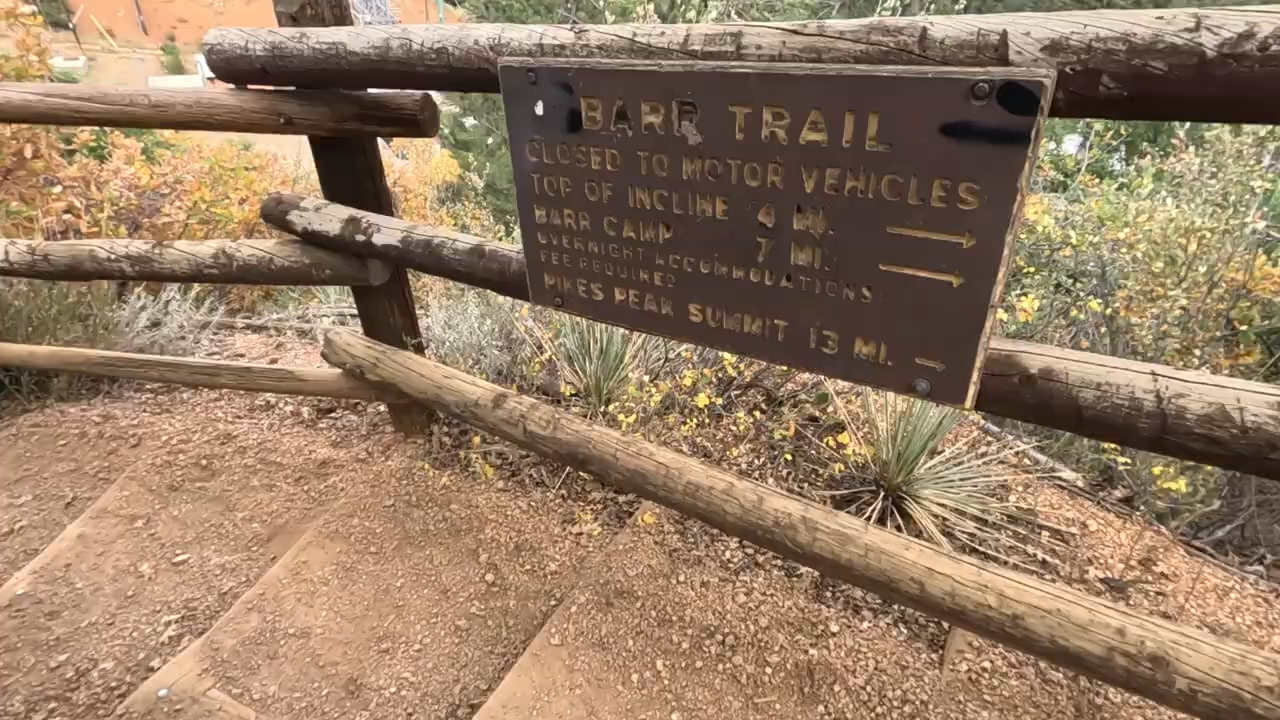 BARR TRAIL
CLOSED TO MOTOR VEHICLES
TOP OF INCLINE 4 MI.
BARR CAMP 7 MI.
OVERNIGHT ACCOMMODATIONS
FEE REQUIRED
PIKES PEAK SUMMIT 13 MI.